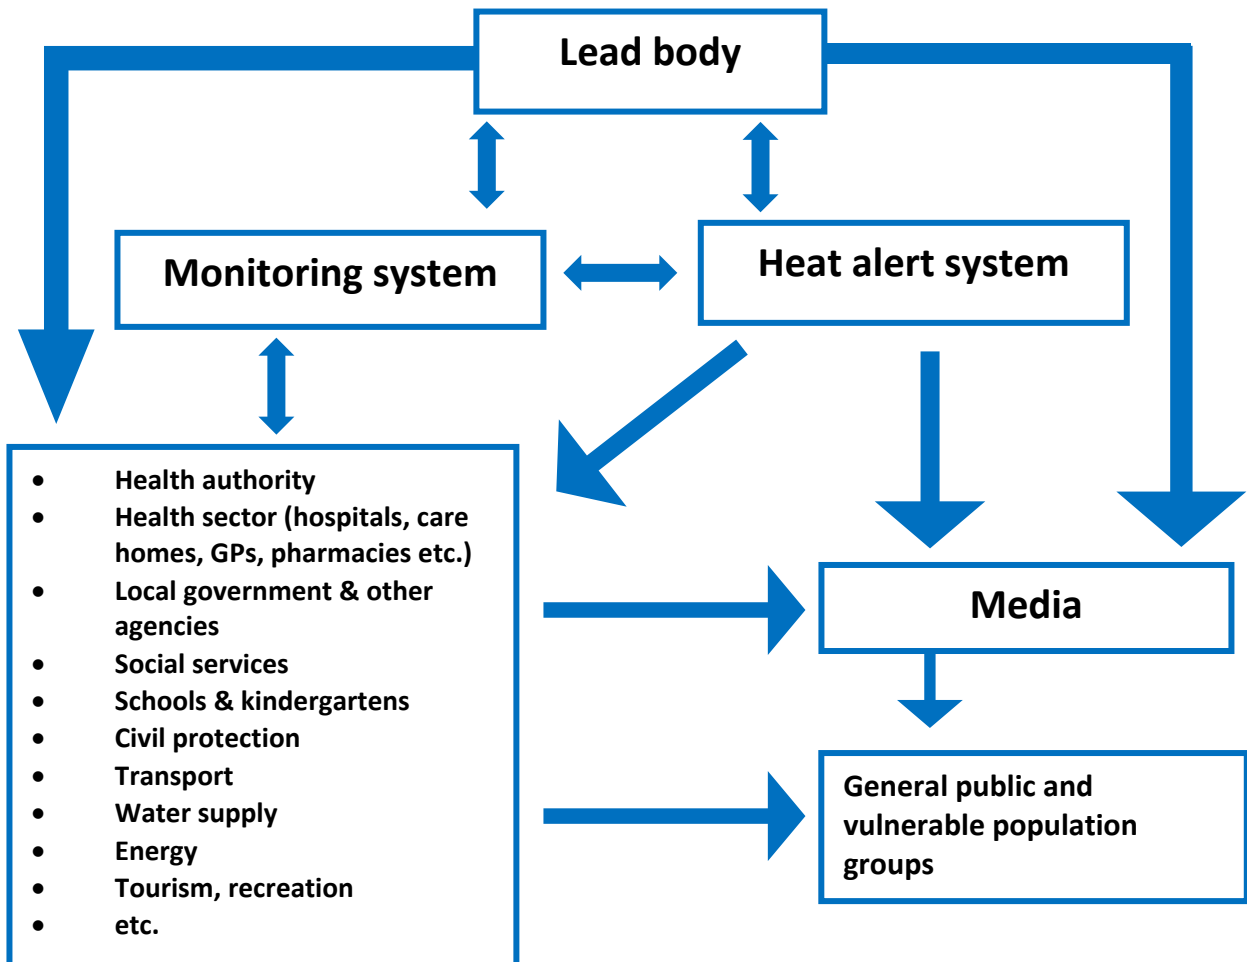 Lead body
Monitoring system
Heat alert system
• Health authority
• Health sector (hospitals, care
homes, GPs, pharmacies etc.)
• Local government & other
agencies
• Social services
• Schools & kindergartens
• Civil protection
• Transport
• Water supply
• Energy
• Tourism, recreation
• etc.
Media
General public and
vulnerable population
groups